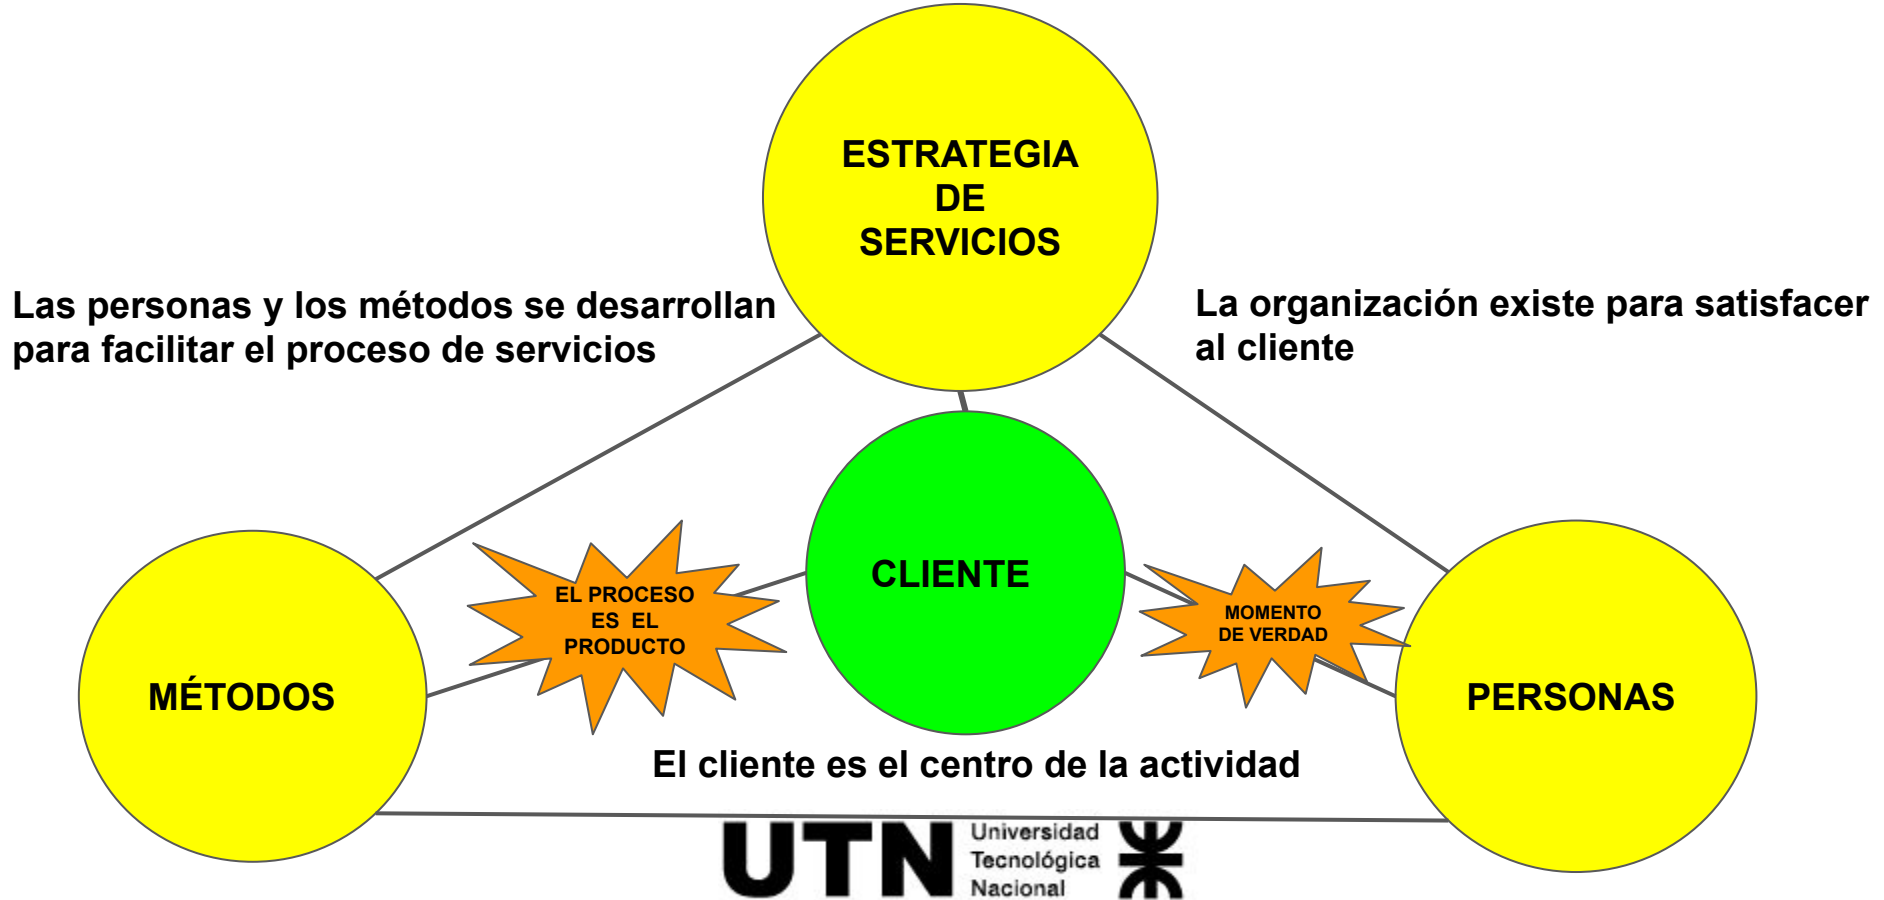 ESTRATEGIA
DE
SERVICIOS
Las personas y los métodos se desarrollan
para facilitar el proceso de servicios
La organización existe para satisfacer
al cliente
CLIENTE
EL PROCESO
ES EL
PRODUCTO
MOMENTO
DE VERDAD
MÉTODOS
PERSONAS
El cliente es el centro de la actividad
UTN
Universidad
Tecnológica
Nacional